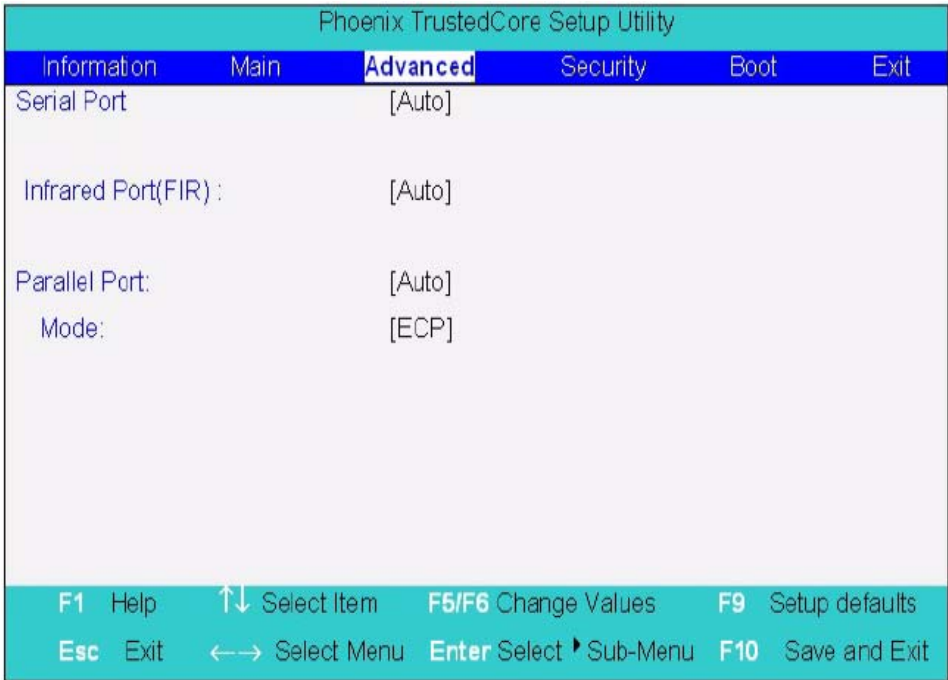 Phoenix TrustedCore Setup Utility
Information Main Advanced Security Boot Exit
Serial Port [Auto]
Infrared Port(FIR) : [Auto]
Parallel Port: [Auto]
Mode: [ECP]
F1 Help ↑↓ Select Item F5/F6 Change Values F9 Setup defaults
Esc Exit ←→ Select Menu Enter Select ▸ Sub-Menu F10 Save and Exit